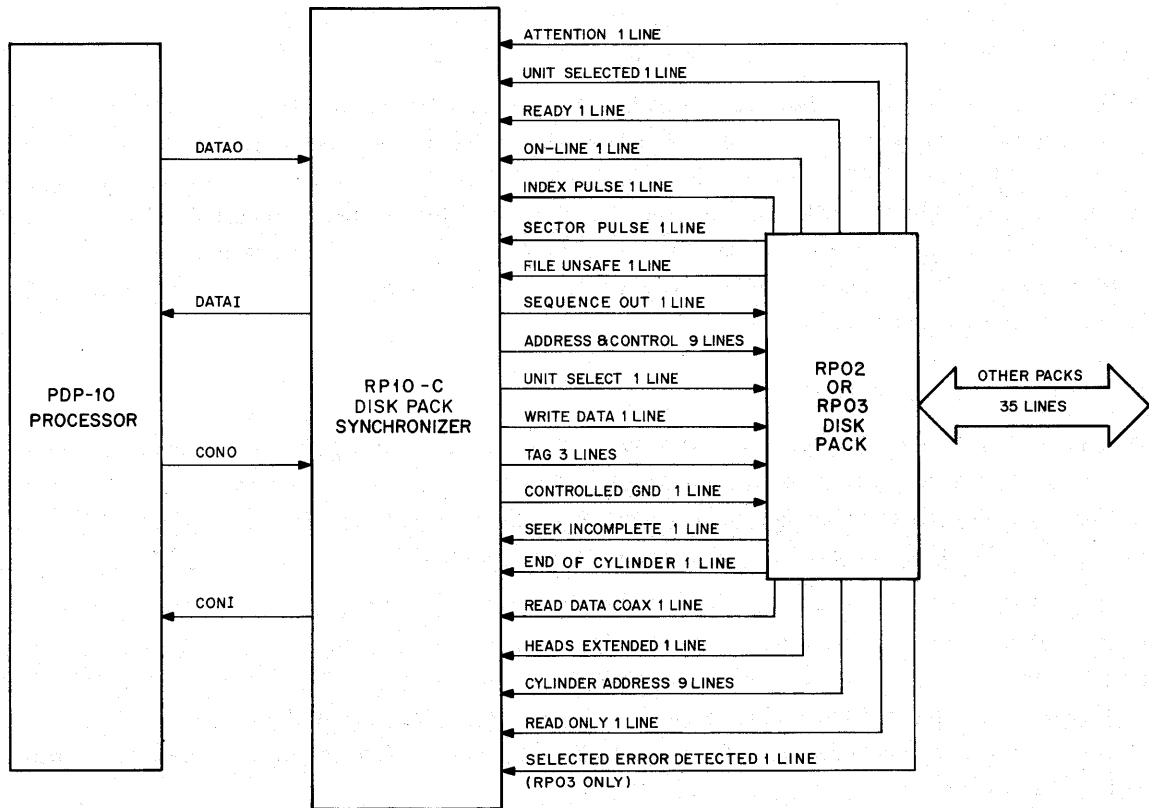 PDP-10
PROCESSOR
DATAO
DATAI
CONO
CONI
RP10-C
DISK PACK
SYNCHRONIZER
ATTENTION 1 LINE
UNIT SELECTED 1 LINE
READY 1 LINE
ON-LINE 1 LINE
INDEX PULSE 1 LINE
SECTOR PULSE 1 LINE
FILE UNSAFE 1 LINE
SEQUENCE OUT 1 LINE
ADDRESS & CONTROL 9 LINES
UNIT SELECT 1 LINE
WRITE DATA 1 LINE
TAG 3 LINES
CONTROLLED GND 1 LINE
SEEK INCOMPLETE 1 LINE
END OF CYLINDER 1 LINE
READ DATA COAX 1 LINE
HEADS EXTENDED 1 LINE
CYLINDER ADDRESS 9 LINES
READ ONLY 1 LINE
SELECTED ERROR DETECTED 1 LINE
(RP03 ONLY)
RP02
OR
RP03
DISK
PACK
OTHER PACKS
35 LINES